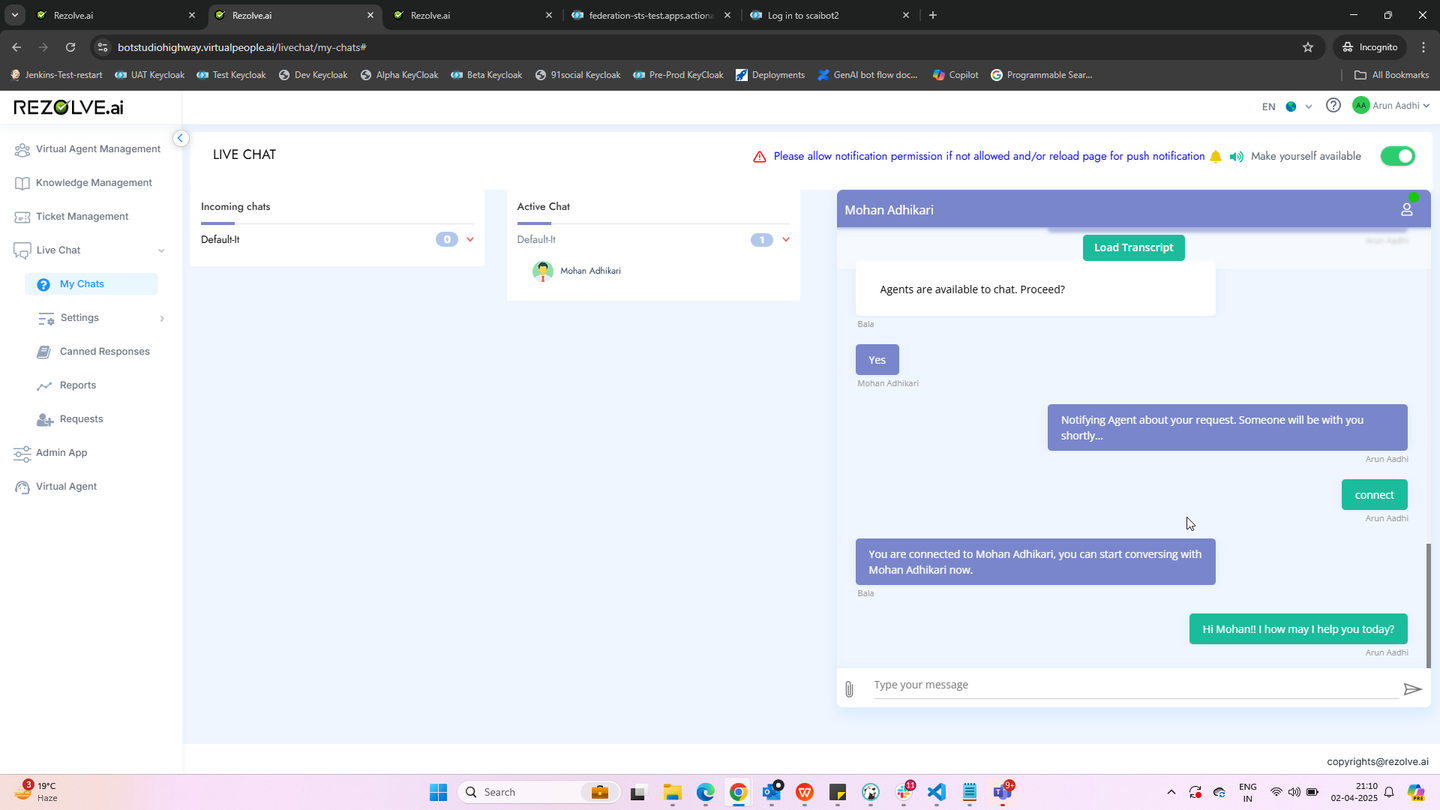 Rezolve.ai
Rezolve.ai
Rezolve.ai
federation-sts-test.apps.actiona
Log in to scaibot2
botstudiohighway.virtualpeople.ai/livechat/my-chats#
Incognito
Jenkins-Test-restart
UAT Keycloak
Test Keycloak
Dev Keycloak
Alpha KeyCloak
Beta Keycloak
91social Keycloak
Pre-Prod KeyCloak
Deployments
GenAI bot flow doc...
Copilot
Programmable Sear...
All Bookmarks
REZOLVE.ai
EN
AA
Arun Aadhi
Virtual Agent Management
Knowledge Management
Ticket Management
Live Chat
My Chats
Settings
Canned Responses
Reports
Requests
Admin App
Virtual Agent
LIVE CHAT
Please allow notification permission if not allowed and/or reload page for push notification
Make yourself available
Incoming chats
Default-It
0
Active Chat
Default-It
1
Mohan Adhikari
Mohan Adhikari
Arun Aadhi
Load Transcript
Agents are available to chat. Proceed?
Bala
Yes
Mohan Adhikari
Notifying Agent about your request. Someone will be with you
shortly...
Arun Aadhi
connect
Arun Aadhi
You are connected to Mohan Adhikari, you can start conversing with
Mohan Adhikari now.
Bala
Hi Mohan!! I how may I help you today?
Arun Aadhi
Type your message
copyrights@rezolve.ai
3
19°C
Haze
Search
11
9+
ENG
IN
21:10
02-04-2025
PRE